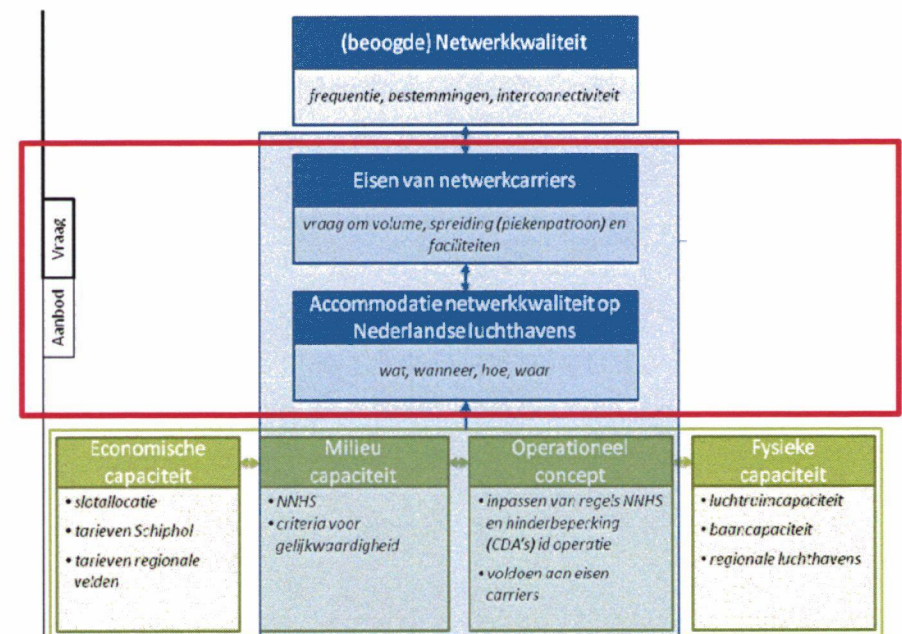 (beoogde) Netwerkkwaliteit
frequentie, bestemmingen, interconnectiviteit
Eisen van netwerkcarriers
vraag om volume, spreiding (piekenpatroon) en
faciliteiten
Vraag
Aanbod
Accommodatie netwerkkwaliteit op
Nederlandse luchthavens
wat, wanneer, hoe, waar
Economische
capaciteit
• slotallocatie
• tarieven Schiphol
• tarieven regionale
velden
Milieu
capaciteit
• NNHS
• criteria voor
gelijkwaardigheid
Operationeel
concept
• inpassen van regels NNHS
en hinderbeperking
(CDA's) id operatie
• voldoen aan eisen
carriers
Fysieke
capaciteit
• luchtruimcapaciteit
• baancapaciteit
• regionale luchthavens